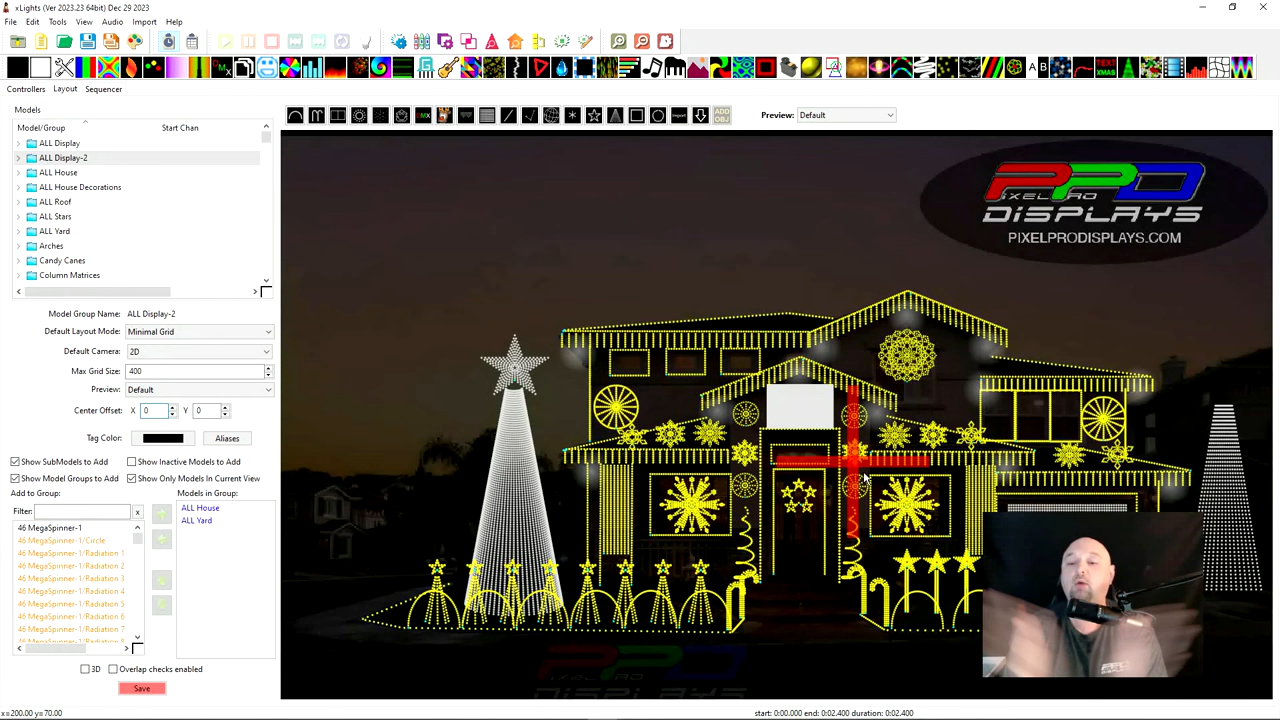 xLights (Ver 2023.23 64bit) Dec 29 2023
File Edit Tools View Audio Import Help
Controllers Layout Sequencer
Models
Preview: Default
Model/Group Start Chan
ALL Display
ALL Display-2
ALL House
ALL House Decorations
ALL Roof
ALL Stars
ALL Yard
Arches
Candy Canes
Column Matrices
PPD
PIXEL PRO
DISPLAYS
PIXELPRODISPLAYS.COM
Model Group Name: ALL Display-2
Default Layout Mode: Minimal Grid
Default Camera: 2D
Max Grid Size: 400
Preview: Default
Center Offset: X 0 Y 0
Tag Color: Aliases
Show SubModels to Add Show Inactive Models to Add
Show Model Groups to Add Show Only Models In Current View
Add to Group: Models in Group:
Filter: x
ALL House
ALL Yard
46 MegaSpinner-1
46 MegaSpinner-1/Circle
46 MegaSpinner-1/Radiation 1
46 MegaSpinner-1/Radiation 2
46 MegaSpinner-1/Radiation 3
46 MegaSpinner-1/Radiation 4
46 MegaSpinner-1/Radiation 5
46 MegaSpinner-1/Radiation 6
46 MegaSpinner-1/Radiation 7
3D Overlap checks enabled
Save
x=200.00 y=70.00 start: 0:00.000 end: 0:02.400 duration: 0:02.400